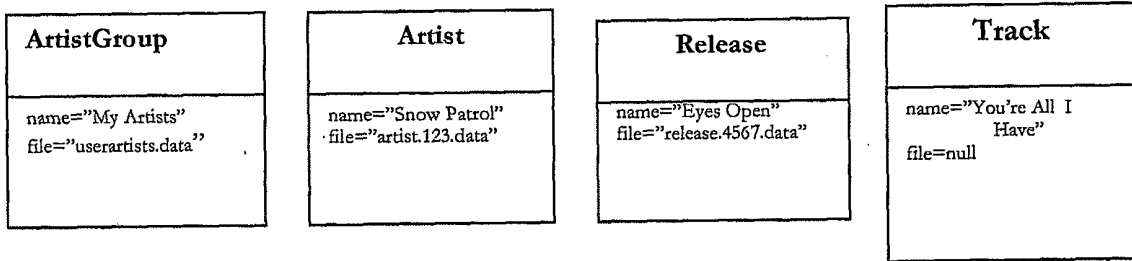 ArtistGroup
name=”My Artists”
file=”userartists.data”
Artist
name=”Snow Patrol”
file=”artist.123.data”
Release
name=”Eyes Open”
file=”release.4567.data”
Track
name=”You’re All I
Have”
file=null